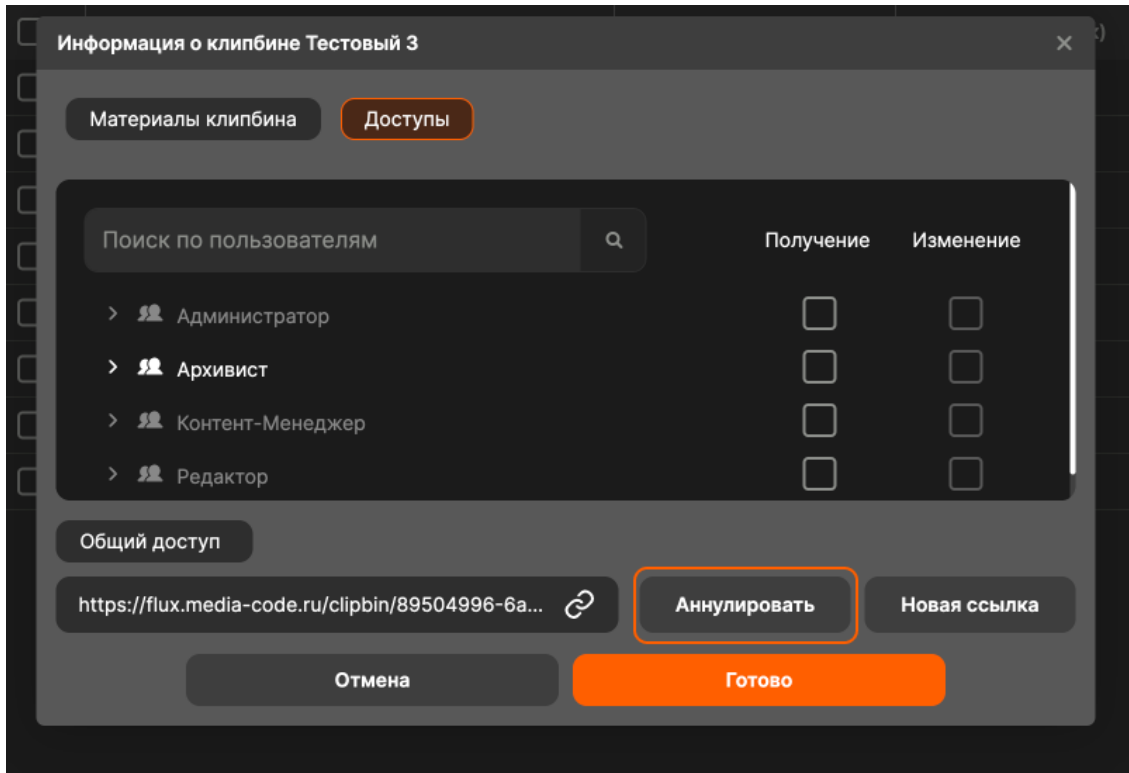 Информация о клипбине Тестовый 3
Материалы клипбина
Доступы
Поиск по пользователям
Получение
Изменение
Администратор
Архивист
Контент-Менеджер
Редактор
Общий доступ
https://flux.media-code.ru/clipbin/89504996-6a...
Аннулировать
Новая ссылка
Отмена
Готово